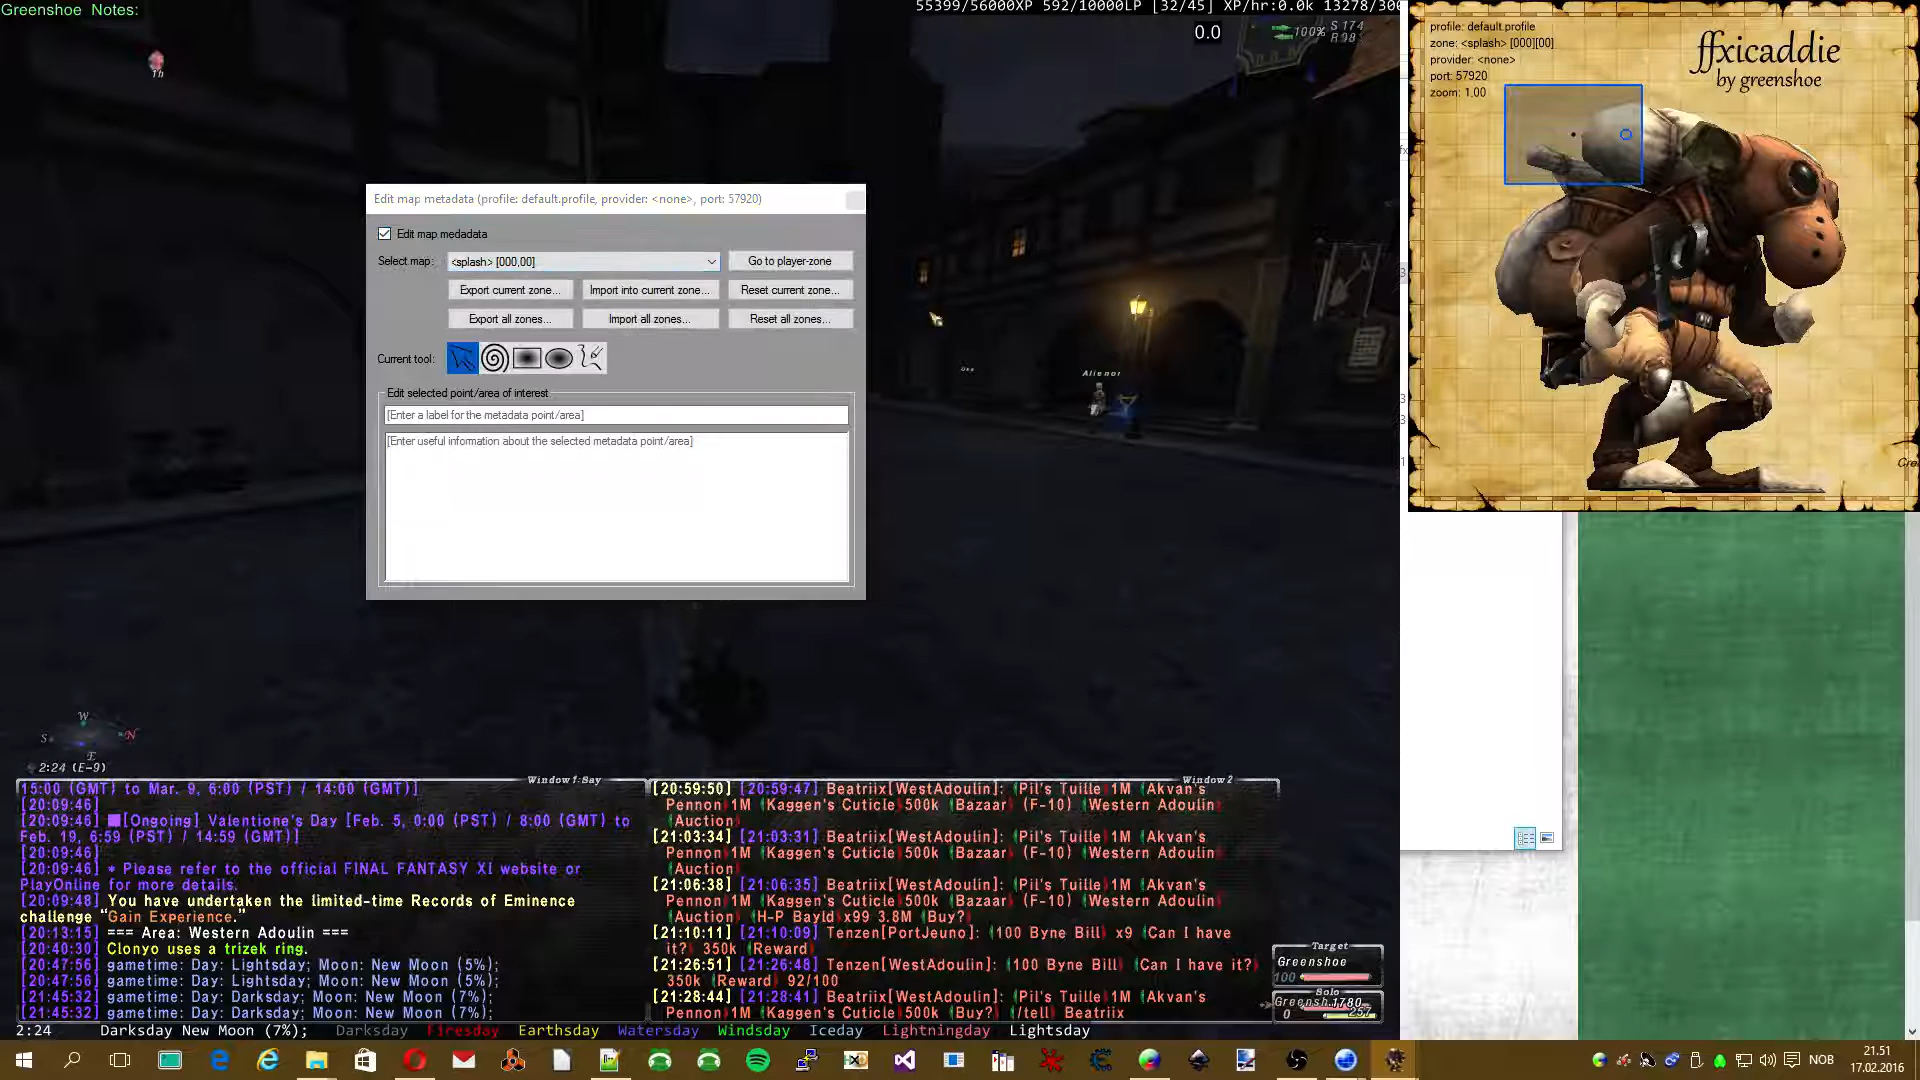 Greenshoe Notes:
55399/56000XP 592/10000LP [32/45] XP/hr:0.0k 13278/300
0.0
100%
S 174
R 98
Th
profile: default.profile
zone: <splash> [000][00]
provider: <none>
port: 57920
zoom: 1.00
ffxicaddie
by greenshoe
Cre
Edit map metadata (profile: default.profile, provider: <none>, port: 57920)
Edit map medadata
Select map:
<splash> [000,00]
Go to player-zone
Export current zone...
Import into current zone...
Reset current zone...
Export all zones...
Import all zones...
Reset all zones...
Current tool:
Edit selected point/area of interest
[Enter a label for the metadata point/area]
[Enter useful information about the selected metadata point/area]
Alienor
W
S
N
E
2:24 (E-9)
Window1:Say
15:00 (GMT) to Mar. 9, 6:00 (PST) / 14:00 (GMT)]
[20:09:46]
[20:09:46] ■[Ongoing] Valentione's Day [Feb. 5, 0:00 (PST) / 8:00 (GMT) to
Feb. 19, 6:59 (PST) / 14:59 (GMT)]
[20:09:46]
[20:09:46] * Please refer to the official FINAL FANTASY XI website or
PlayOnline for more details.
[20:09:48] You have undertaken the limited-time Records of Eminence
challenge “Gain Experience.”
[20:13:15] === Area: Western Adoulin ===
[20:40:30] Clonyo uses a trizek ring.
[20:47:56] gametime: Day: Lightsday; Moon: New Moon (5%);
[20:47:56] gametime: Day: Lightsday; Moon: New Moon (5%);
[21:45:32] gametime: Day: Darksday; Moon: New Moon (7%);
[21:45:32] gametime: Day: Darksday; Moon: New Moon (7%);
Window2
[20:59:50] [20:59:47] Beatriix[WestAdoulin]: Pil's Tuille 1M Akvan's
Pennon 1M Kaggen's Cuticle 500k Bazaar (F-10) Western Adoulin
Auction
[21:03:34] [21:03:31] Beatriix[WestAdoulin]: Pil's Tuille 1M Akvan's
Pennon 1M Kaggen's Cuticle 500k Bazaar (F-10) Western Adoulin
Auction
[21:06:38] [21:06:35] Beatriix[WestAdoulin]: Pil's Tuille 1M Akvan's
Pennon 1M Kaggen's Cuticle 500k Bazaar (F-10) Western Adoulin
Auction H-P Bayld x99 3.8M Buy?
[21:10:11] [21:10:09] Tenzen[PortJeuno]: 100 Byne Bill x9 Can I have
it? 350k Reward
[21:26:51] [21:26:48] Tenzen[WestAdoulin]: 100 Byne Bill Can I have it?
350k Reward 92/100
[21:28:44] [21:28:41] Beatriix[WestAdoulin]: Pil's Tuille 1M Akvan's
Pennon 1M Kaggen's Cuticle 500k Buy? /tell Beatriix
Target
Greenshoe
100
Solo
Greensh 1780
0 257
2:24 Darksday New Moon (7%); Darksday Firesday Earthsday Watersday Windsday Iceday Lightningday Lightsday
NOB
21.51
17.02.2016